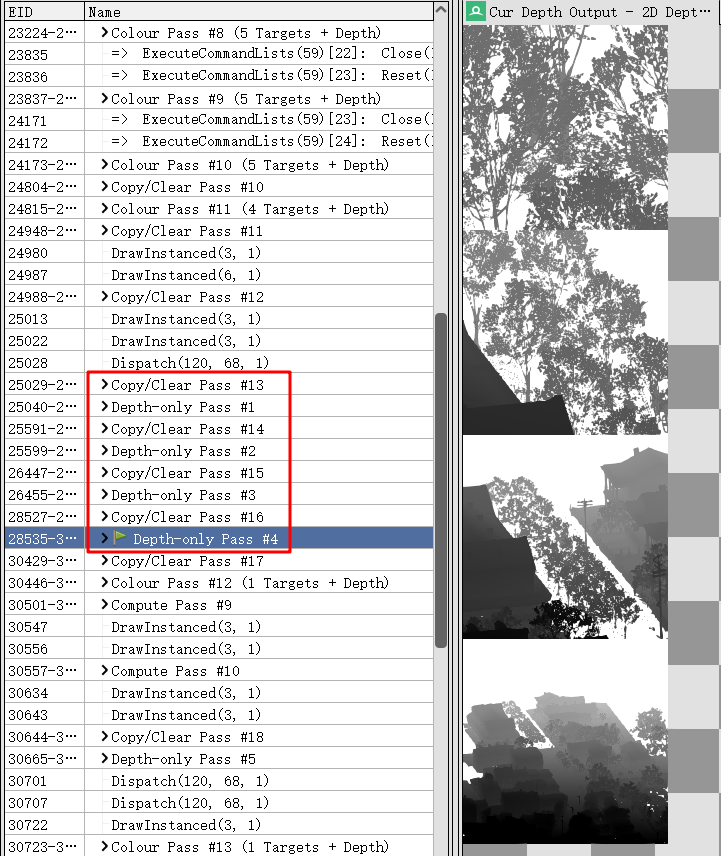 EID Name
23224-2··· Colour Pass #8 (5 Targets + Depth)
23835 => ExecuteCommandLists(59)[22]: Close(
23836 => ExecuteCommandLists(59)[23]: Reset(
23837-2··· Colour Pass #9 (5 Targets + Depth)
24171 => ExecuteCommandLists(59)[23]: Close(
24172 => ExecuteCommandLists(59)[24]: Reset(
24173-2··· Colour Pass #10 (5 Targets + Depth)
24804-2··· Copy/Clear Pass #10
24815-2··· Colour Pass #11 (4 Targets + Depth)
24948-2··· Copy/Clear Pass #11
24980 DrawInstanced(3, 1)
24987 DrawInstanced(6, 1)
24988-2··· Copy/Clear Pass #12
25013 DrawInstanced(3, 1)
25022 DrawInstanced(3, 1)
25028 Dispatch(120, 68, 1)
25029-2··· Copy/Clear Pass #13
25040-2··· Depth-only Pass #1
25591-2··· Copy/Clear Pass #14
25599-2··· Depth-only Pass #2
26447-2··· Copy/Clear Pass #15
26455-2··· Depth-only Pass #3
28527-2··· Copy/Clear Pass #16
28535-3··· Depth-only Pass #4
30429-3··· Copy/Clear Pass #17
30446-3··· Colour Pass #12 (1 Targets + Depth)
30501-3··· Compute Pass #9
30547 DrawInstanced(3, 1)
30556 DrawInstanced(3, 1)
30557-3··· Compute Pass #10
30634 DrawInstanced(3, 1)
30643 DrawInstanced(3, 1)
30644-3··· Copy/Clear Pass #18
30665-3··· Depth-only Pass #5
30701 Dispatch(120, 68, 1)
30707 Dispatch(120, 68, 1)
30722 DrawInstanced(3, 1)
30723-3··· Colour Pass #13 (1 Targets + Depth)
Cur Depth Output - 2D Dept···